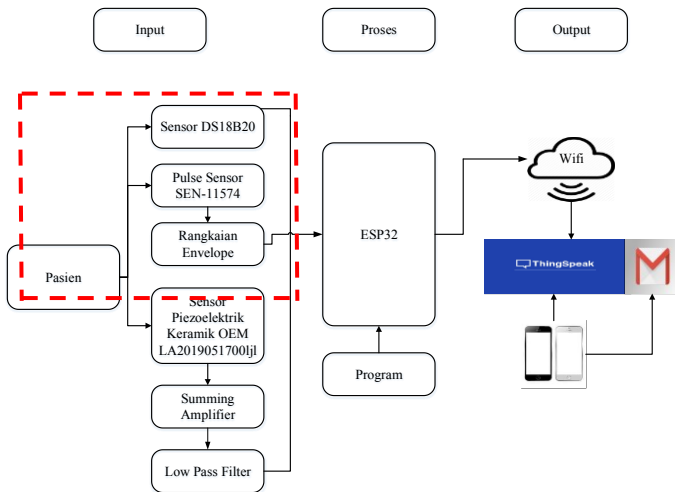 Input
Proses
Output
Sensor DS18B20
Pulse Sensor
SEN-11574
Rangkaian
Envelope
Pasien
Sensor
Piezoelektrik
Keramik OEM
LA2019051700ljl
Summing
Amplifier
Low Pass Filter
ESP32
Program
Wifi
ThingSpeak